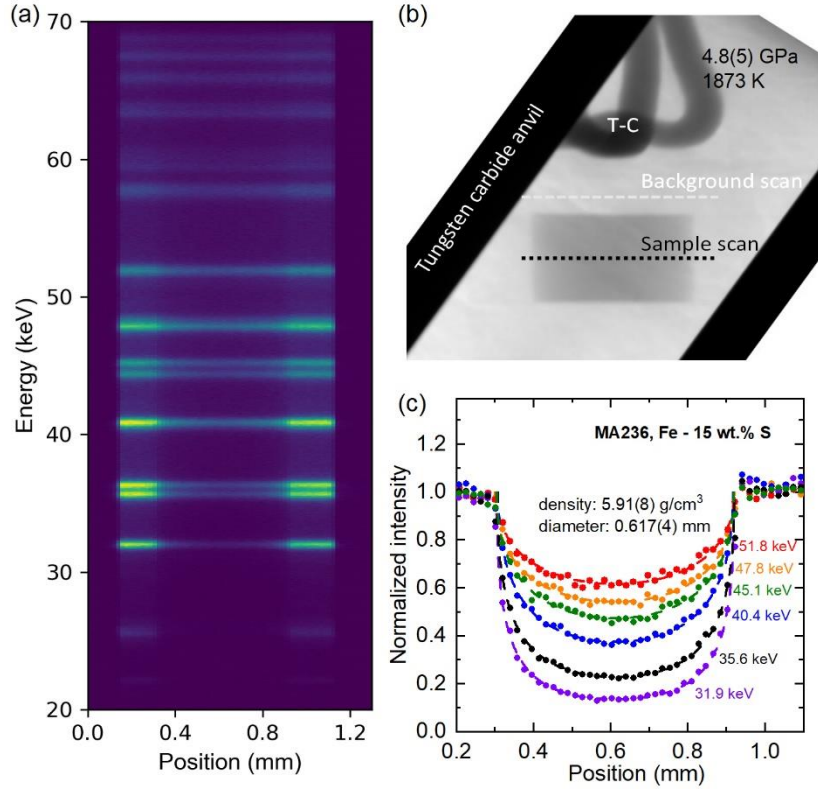 (a)
70
60
50
40
30
20
Energy (keV)
0.0 0.4 0.8 1.2
Position (mm)
(b)
4.8(5) GPa
1873 K
T-C
Tungsten carbide anvil
Background scan
Sample scan
(c)
MA236, Fe - 15 wt.% S
density: 5.91(8) g/cm³
diameter: 0.617(4) mm
51.8 keV
47.8 keV
45.1 keV
40.4 keV
35.6 keV
31.9 keV
1.2
1.0
0.8
0.6
0.4
0.2
0.0
Normalized intensity
0.2 0.4 0.6 0.8 1.0
Position (mm)